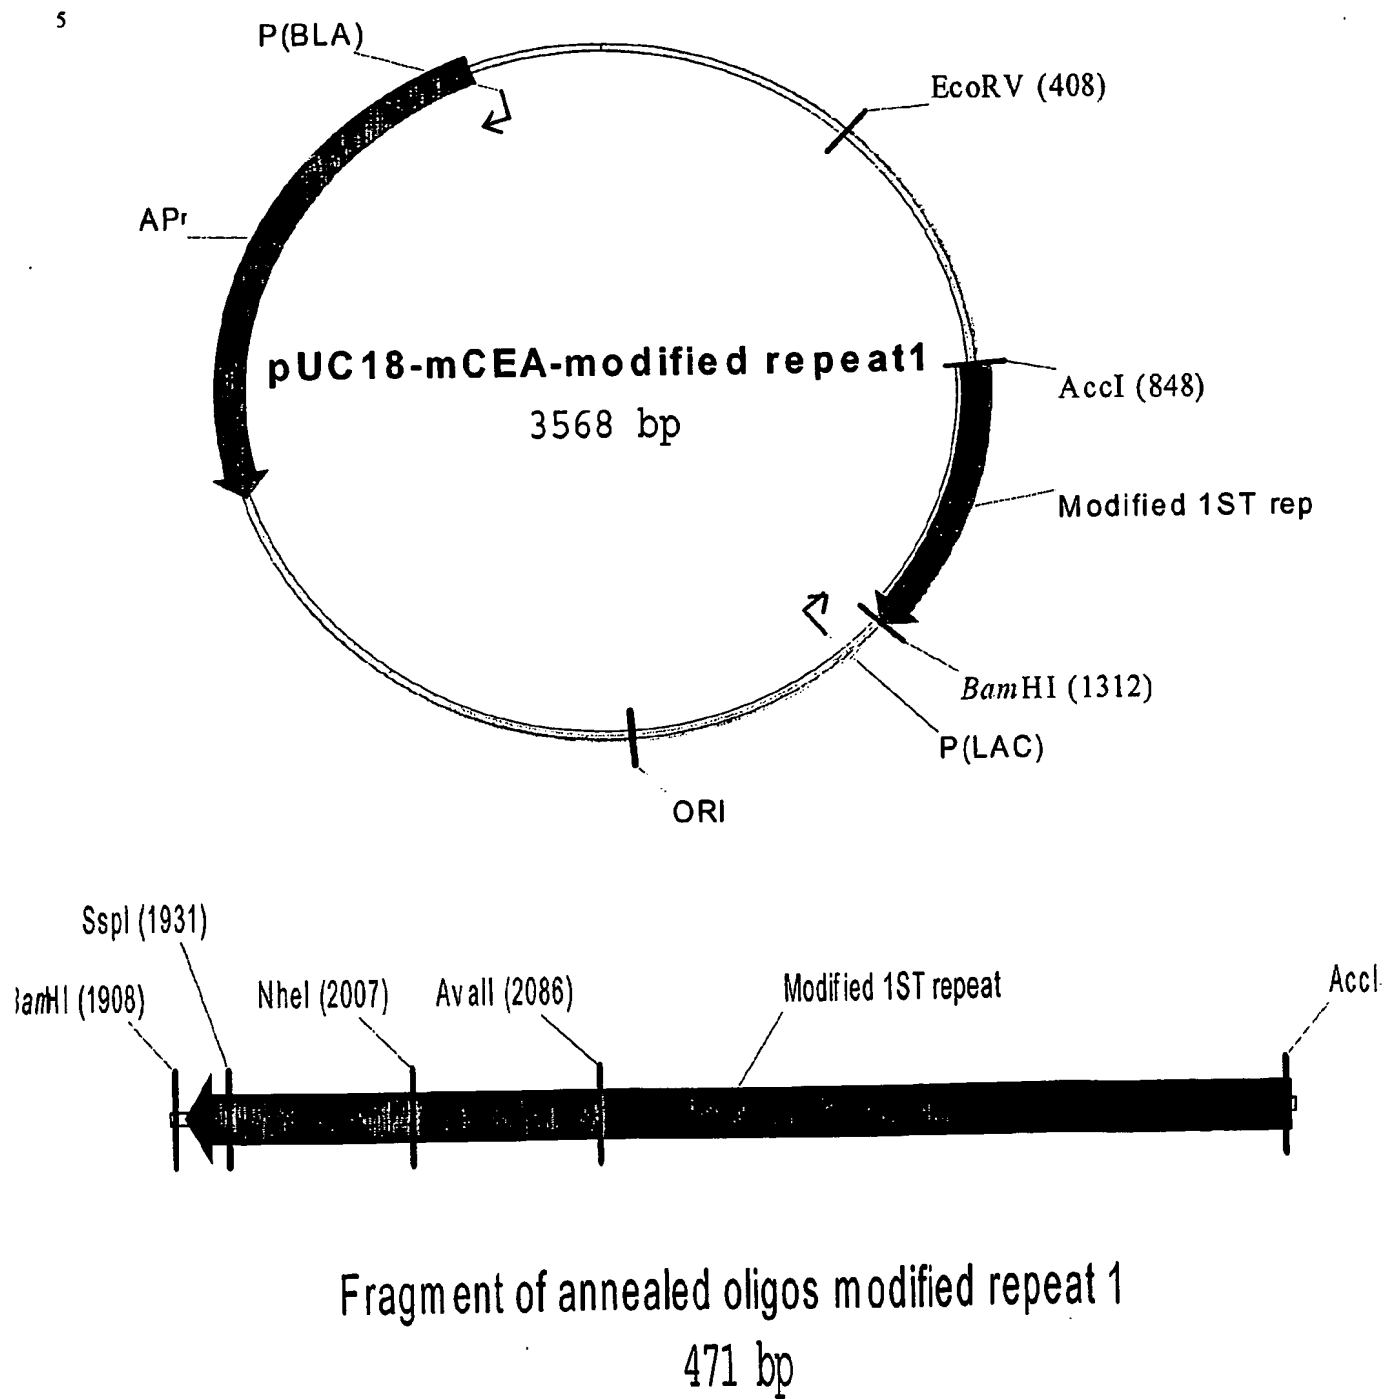 5
P(BLA)
EcoRV (408)
APr
pUC18-mCEA-modified repeat1
3568 bp
AccI (848)
Modified 1ST rep
BamHI (1312)
P(LAC)
ORI
SspI (1931)
BamHI (1908)
NheI (2007)
AvaII (2086)
Modified 1ST repeat
AccI
Fragment of annealed oligos modified repeat 1
471 bp